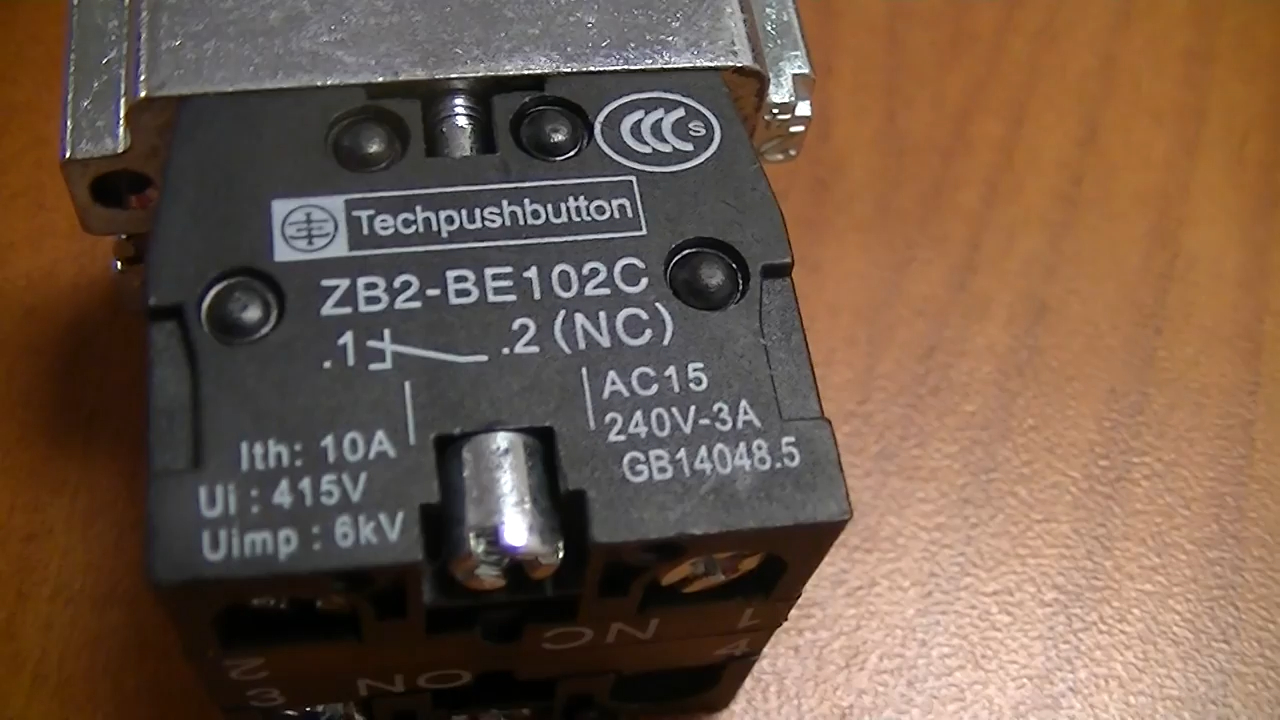 CCC S
Techpushbutton
ZB2-BE102C
.1 .2 (NC)
AC15
240V-3A
GB14048.5
Ith: 10A
Ui : 415V
Uimp : 6kV
NC 1
2 4
3 NO